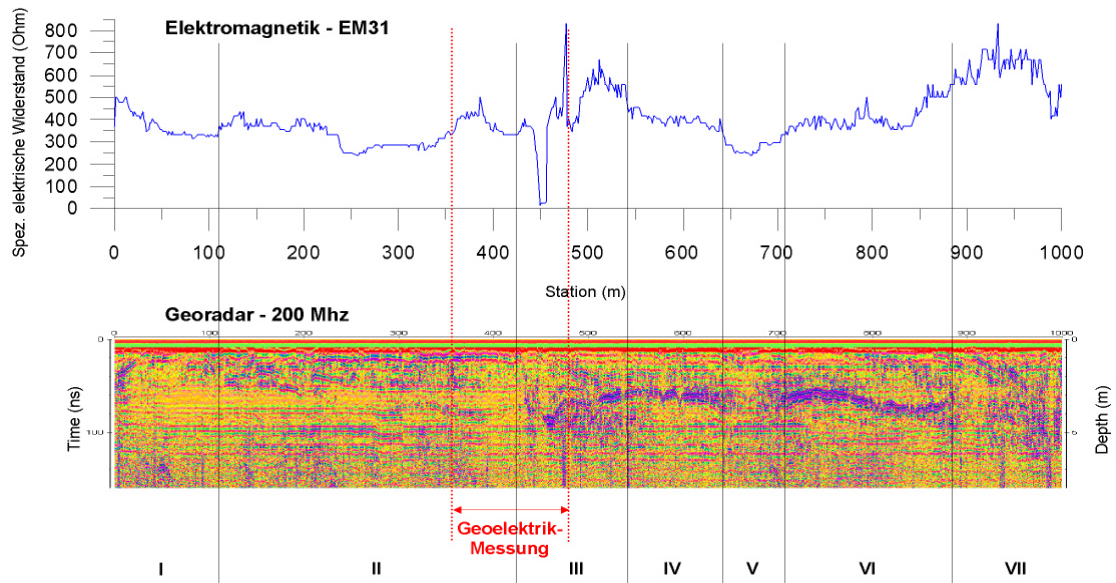 Elektromagnetik - EM31
Spez. elektrische Widerstand (Ohm)
800
700
600
500
400
300
200
100
0
0 100 200 300 400 500 600 700 800 900 1000
Station (m)
Georadar - 200 Mhz
0 100 200 300 400 500 600 700 800 900 1000
Time (ns)
0
100
0
5
Depth (m)
Geoelektrik-
Messung
I II III IV V VI VII